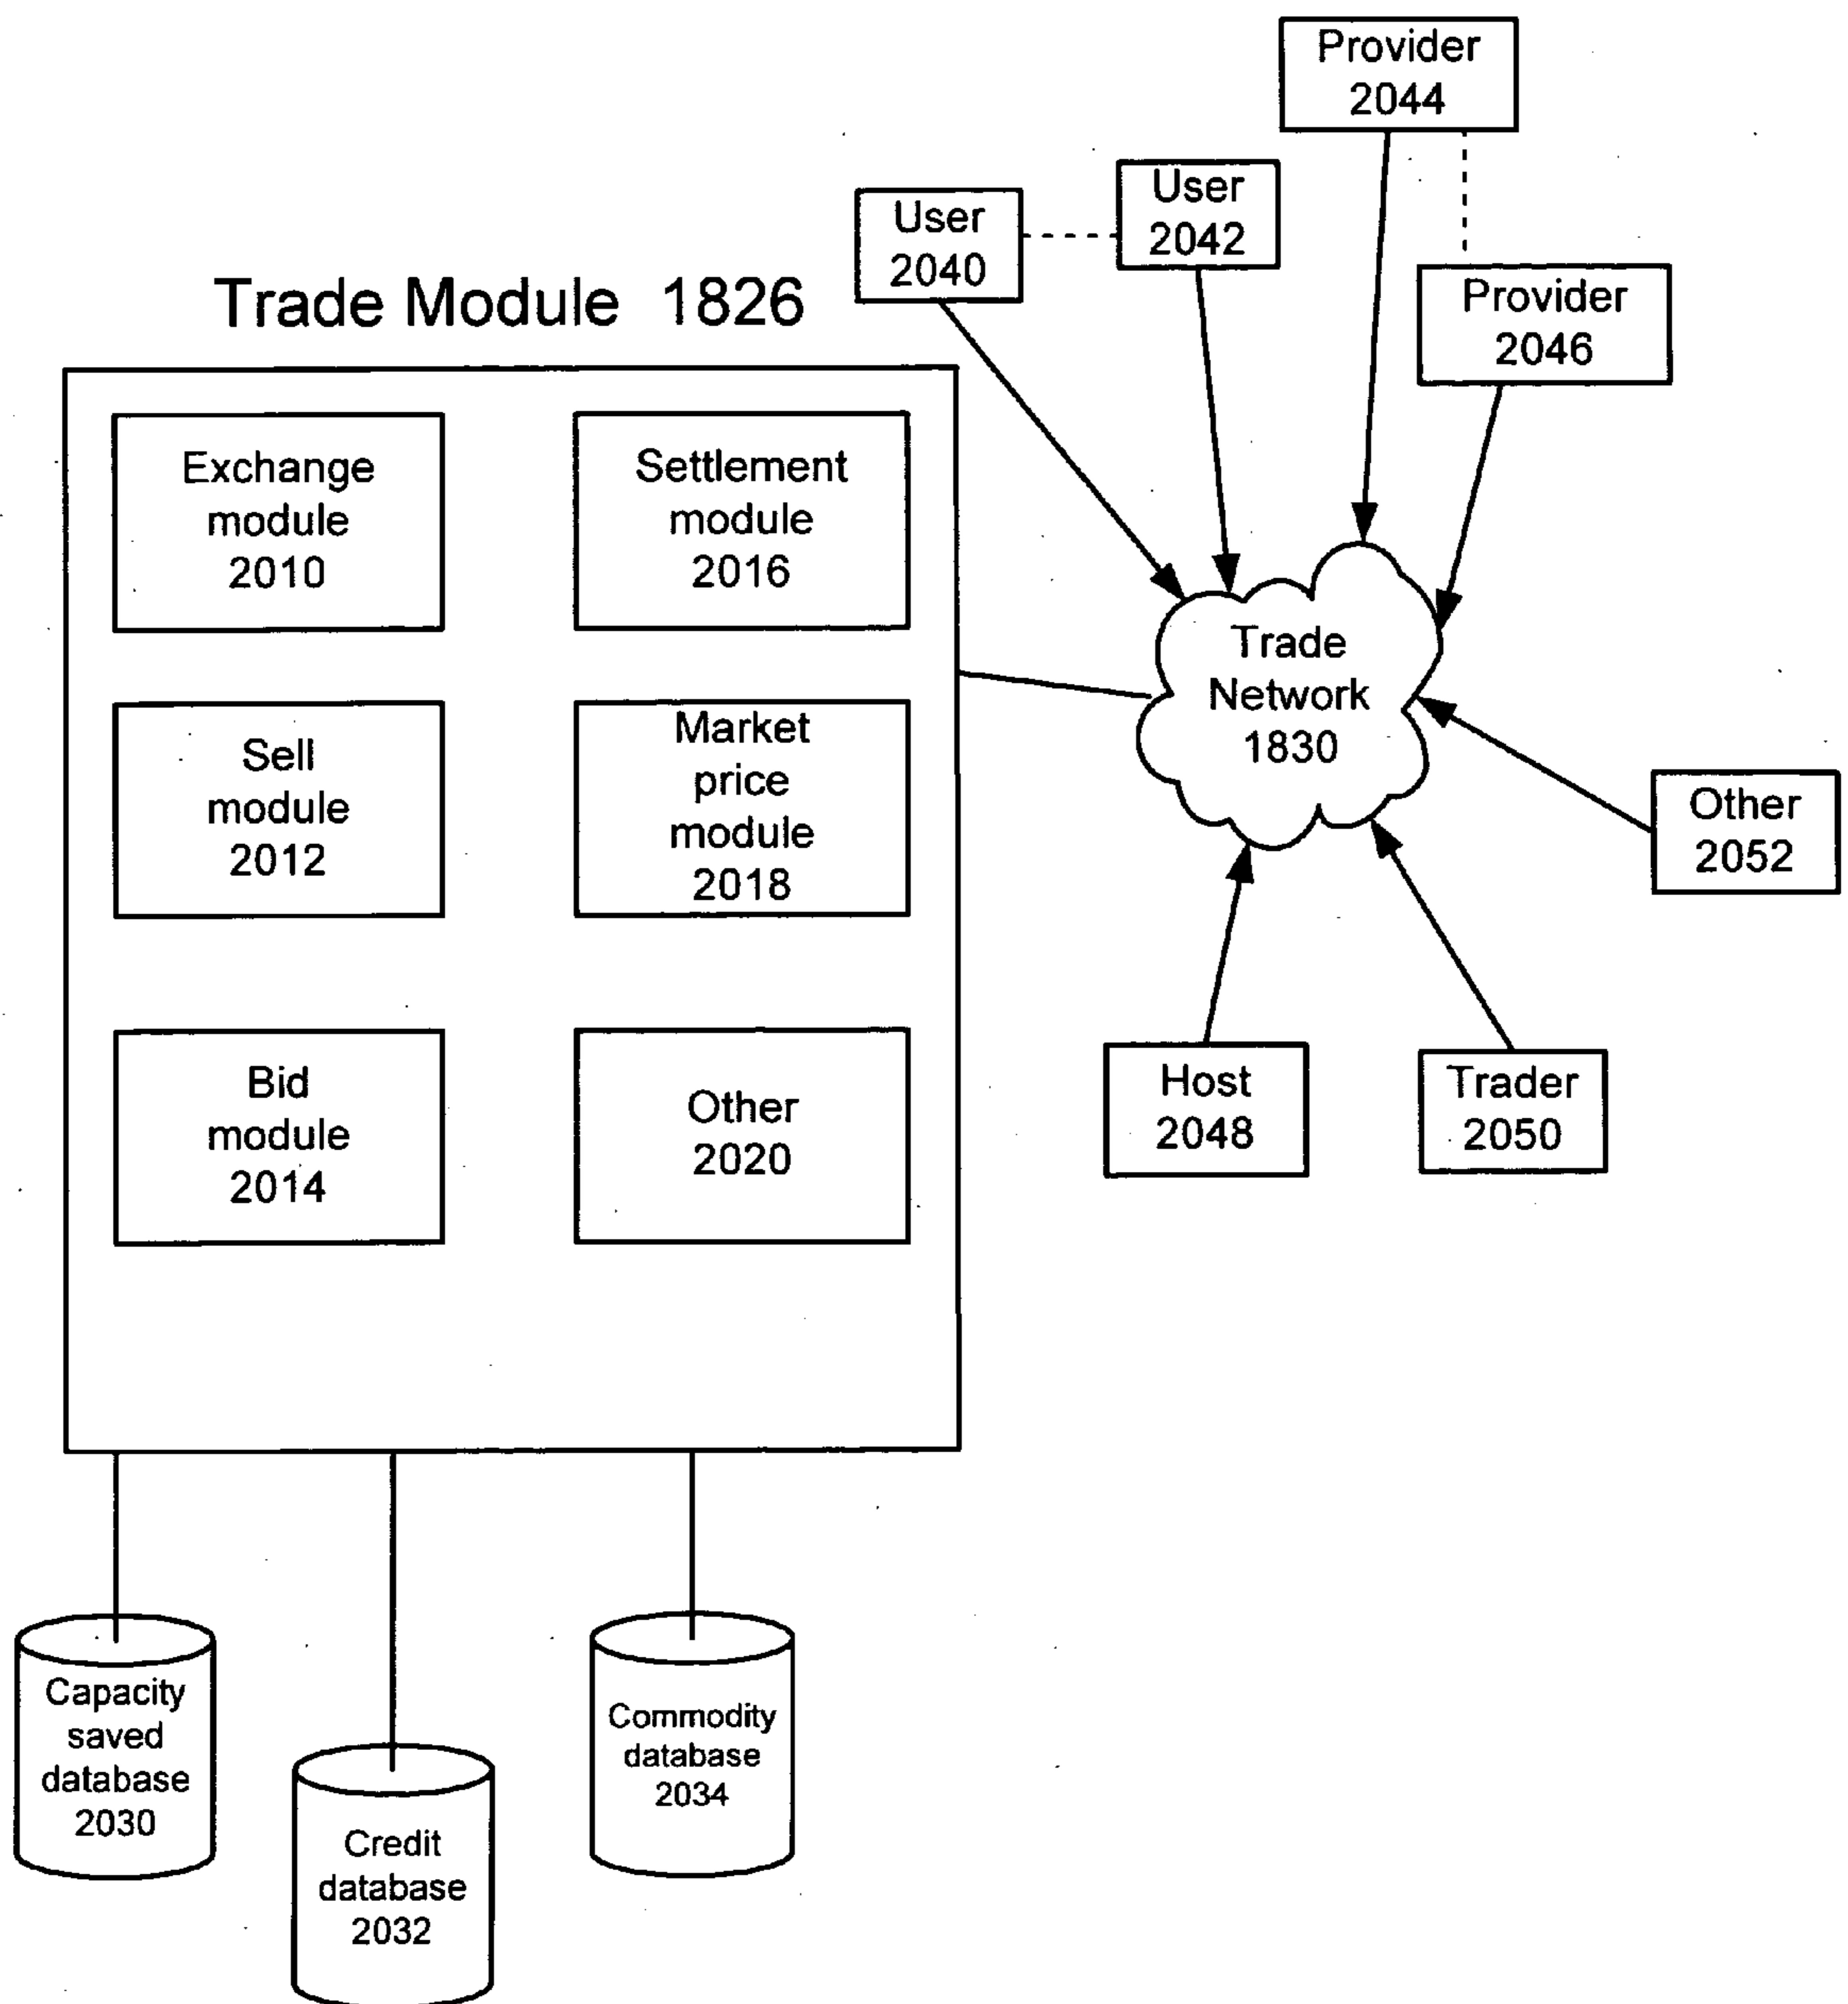 Provider
2044
User
2042
User
2040
Provider
2046
Trade Module 1826
Exchange
module
2010
Settlement
module
2016
Sell
module
2012
Market
price
module
2018
Bid
module
2014
Other
2020
Trade
Network
1830
Other
2052
Host
2048
Trader
2050
Capacity
saved
database
2030
Credit
database
2032
Commodity
database
2034